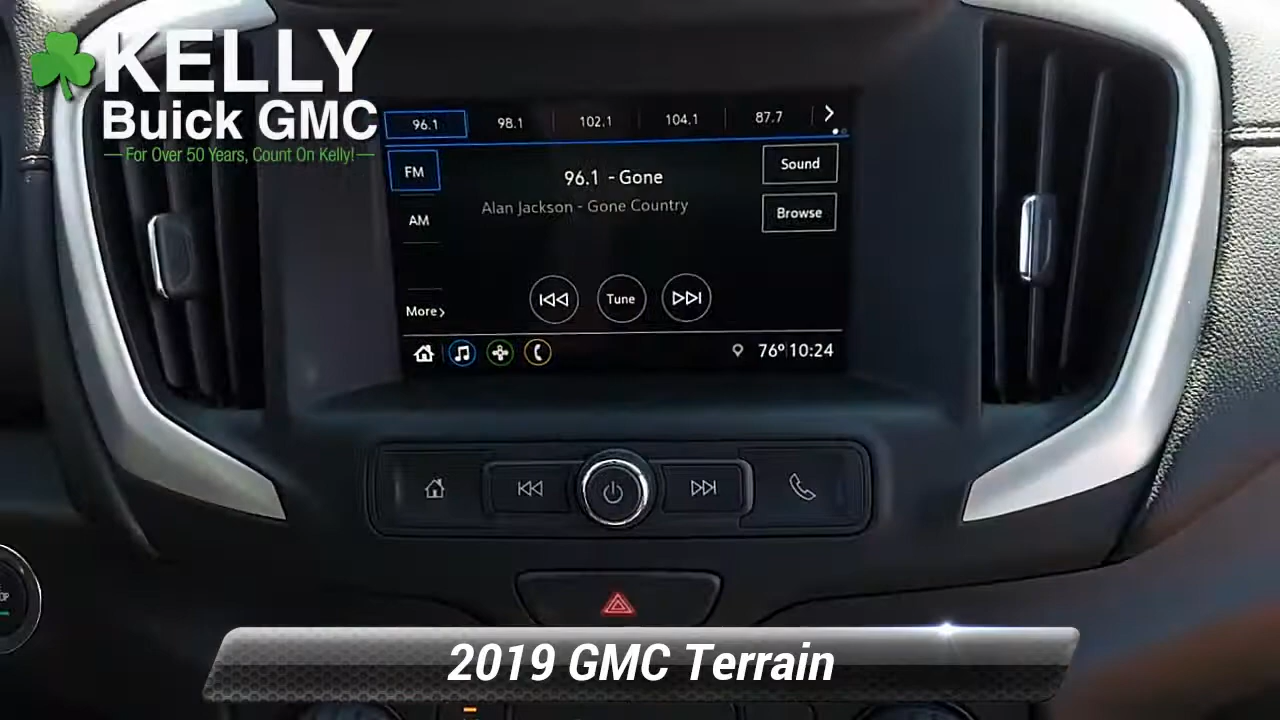 KELLY
Buick GMC
For Over 50 Years, Count On Kelly!
96.1 98.1 102.1 104.1 87.7
FM
96.1 - Gone
Sound
Alan Jackson - Gone Country
AM
Browse
Tune
More
76° 10:24
2019 GMC Terrain